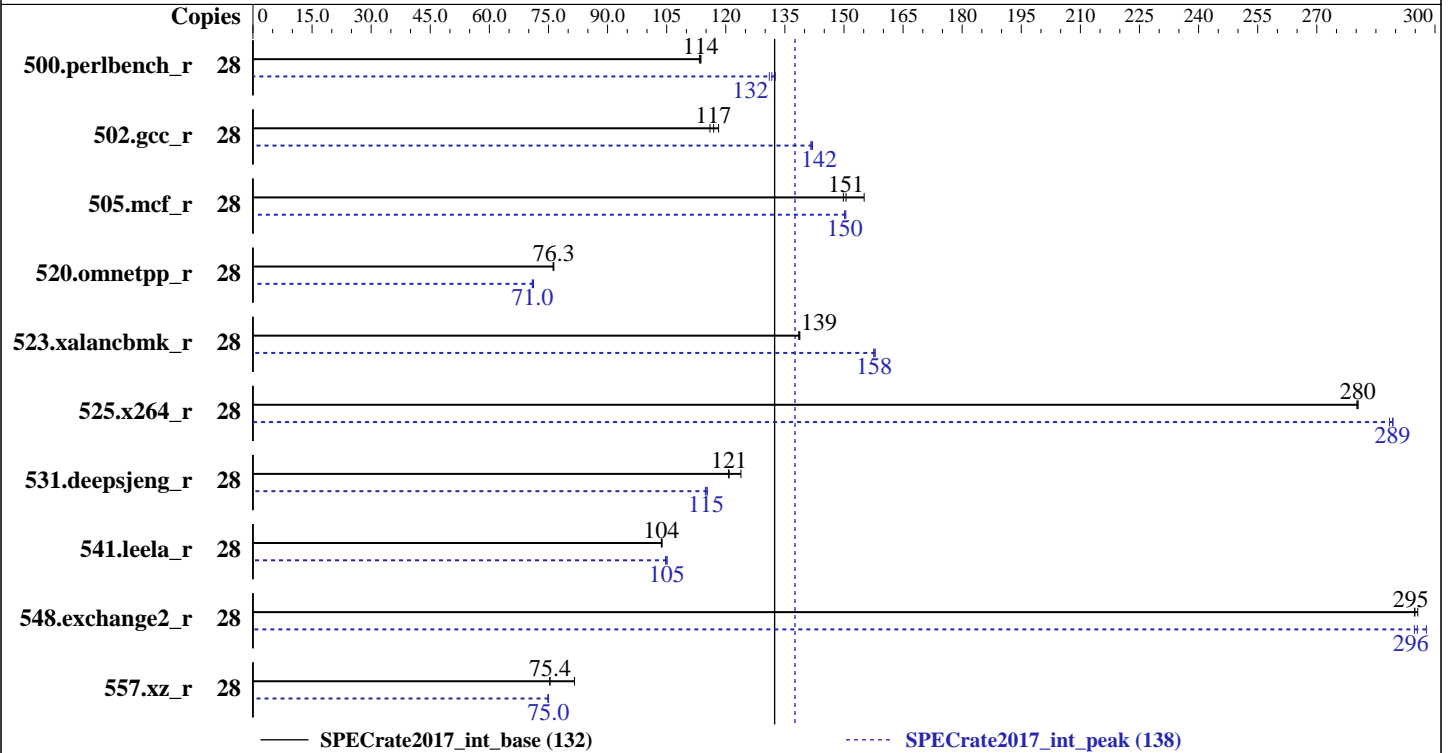 Copies 0 15.0 30.0 45.0 60.0 75.0 90.0 105 120 135 150 165 180 195 210 225 240 255 270 300
114
500.perlbench_r 28
132
117
502.gcc_r 28
142
151
505.mcf_r 28
150
76.3
520.omnetpp_r 28
71.0
139
523.xalancbmk_r 28
158
280
525.x264_r 28
289
121
531.deepsjeng_r 28
115
104
541.leela_r 28
105
295
548.exchange2_r 28
296
75.4
557.xz_r 28
75.0
SPECrate2017_int_base (132) SPECrate2017_int_peak (138)